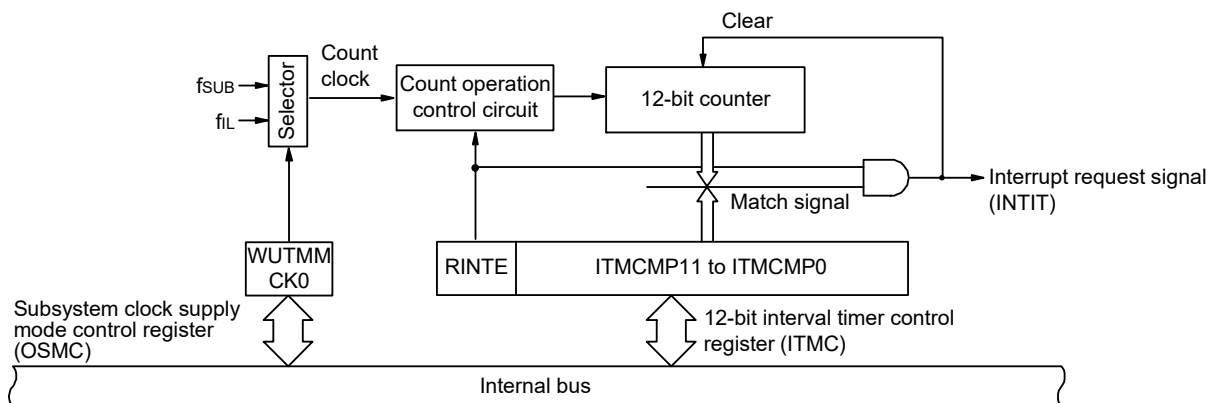 Clear
Count
clock
fSUB
fIL
Selector
Count operation
control circuit
12-bit counter
Match signal
Interrupt request signal
(INTIT)
WUTMM
CK0
RINTE
ITMCMP11 to ITMCMP0
Subsystem clock supply
mode control register
(OSMC)
12-bit interval timer control
register (ITMC)
Internal bus